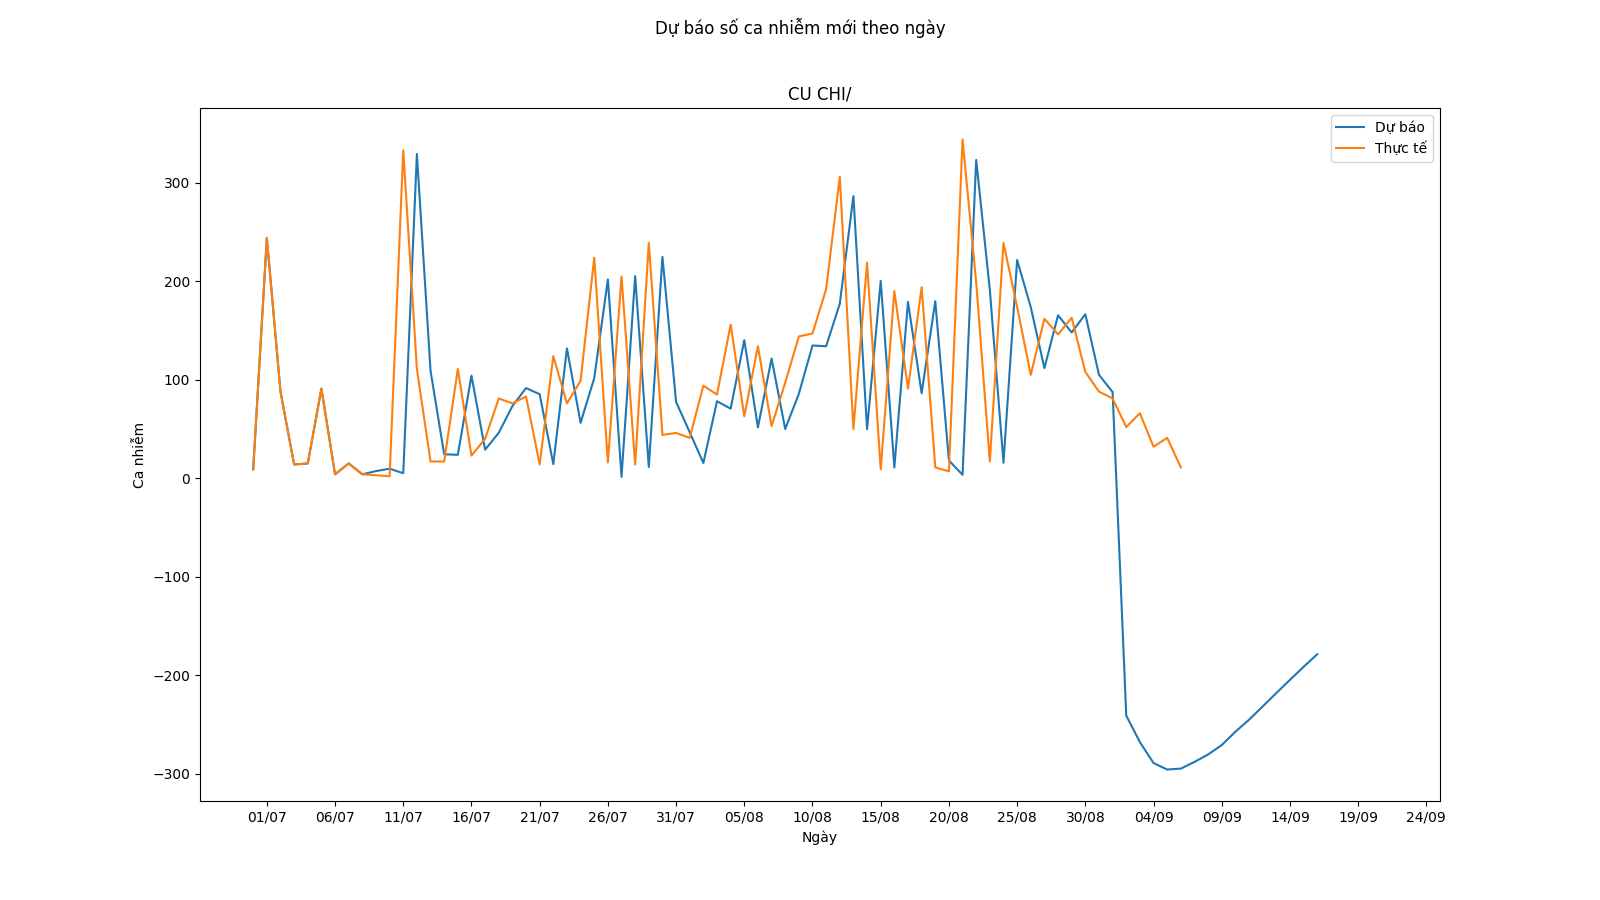 Dự báo số ca nhiễm mới theo ngày
CU CHI/
Dự báo
Thực tế
Ca nhiễm
300
200
100
0
−100
−200
−300
01/07 06/07 11/07 16/07 21/07 26/07 31/07 05/08 10/08 15/08 20/08 25/08 30/08 04/09 09/09 14/09 19/09 24/09
Ngày